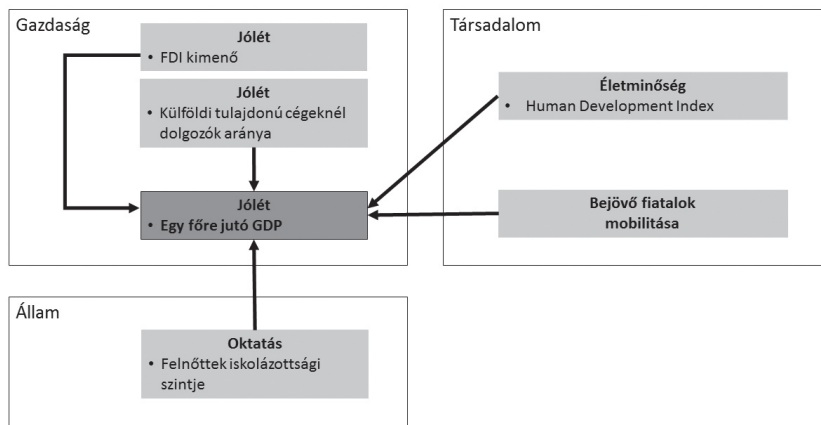 Gazdaság
Jólét
• FDI kimenő
Jólét
• Külföldi tulajdonú cégeknél
dolgozók aránya
Jólét
• Egy főre jutó GDP
Társadalom
Életminőség
• Human Development Index
Bejövő fiatalok
mobilitása
Állam
Oktatás
• Felnőttek iskolázottsági
szintje